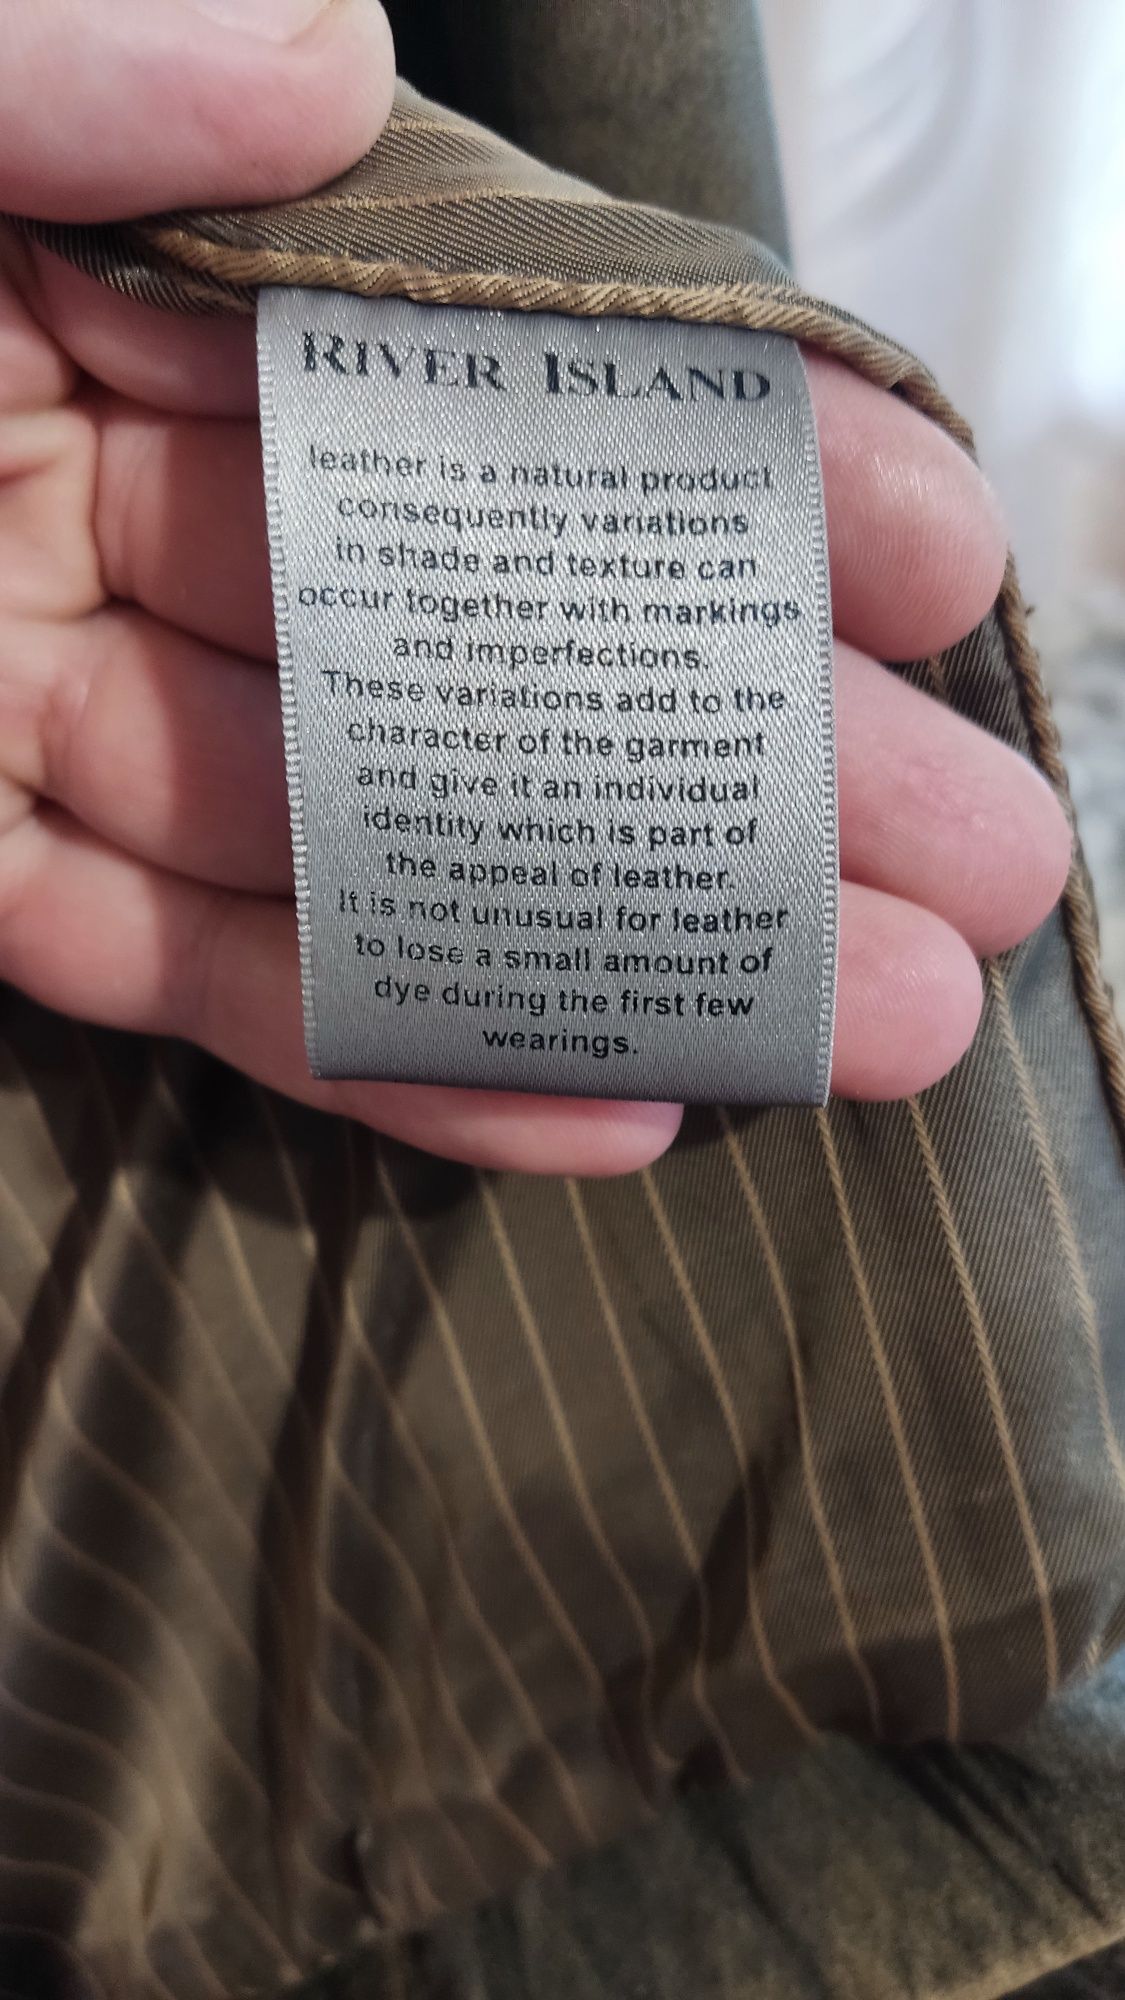 RIVER ISLAND
leather is a natural product
consequently variations
in shade and texture can
occur together with markings
and imperfections.
These variations add to the
character of the garment
and give it an individual
identity which is part of
the appeal of leather.
It is not unusual for leather
to lose a small amount of
dye during the first few
wearings.